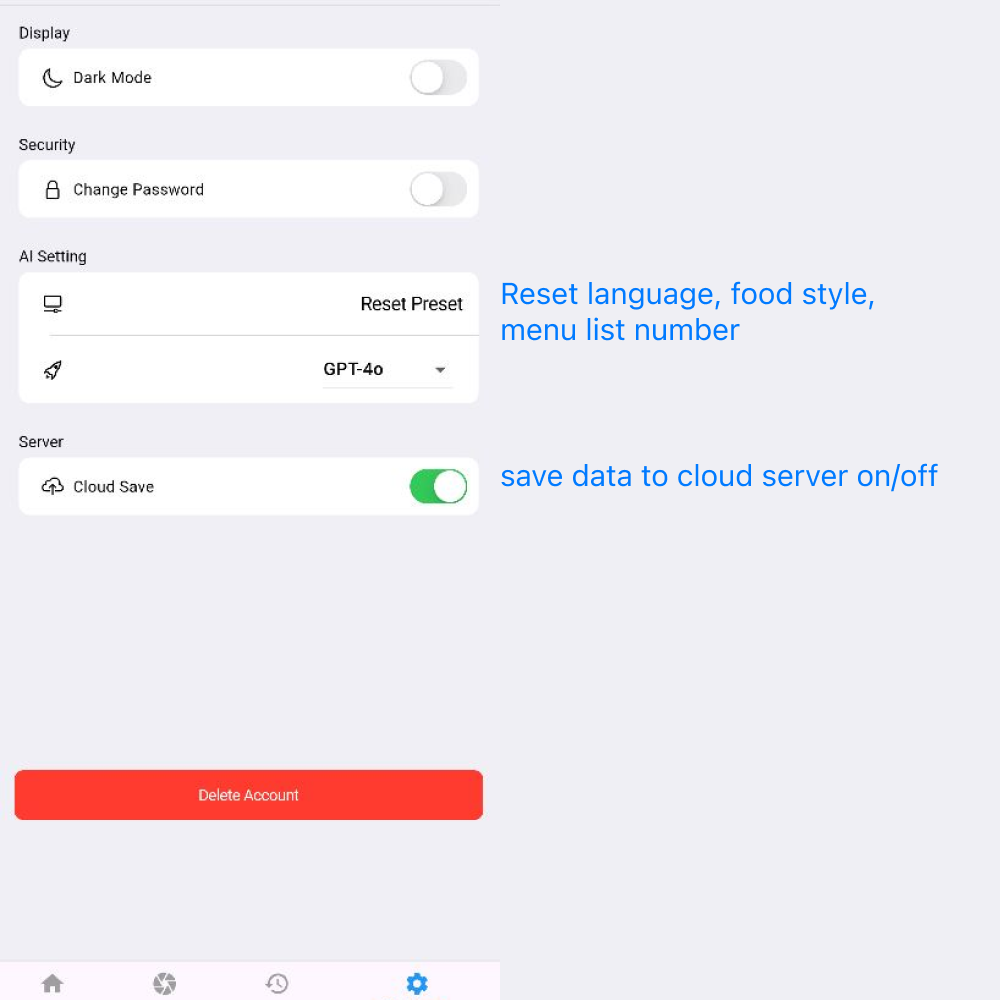 Display
Dark Mode
Security
Change Password
AI Setting
Reset Preset
Reset language, food style,
menu list number
GPT-4o
Server
Cloud Save
save data to cloud server on/off
Delete Account